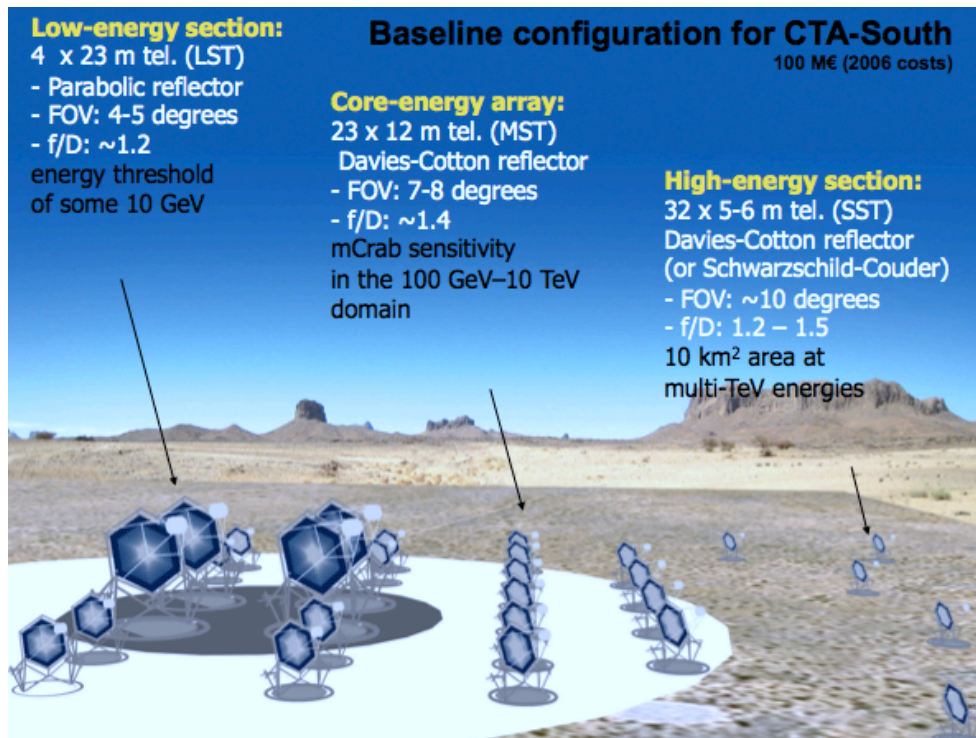 Baseline configuration for CTA-South
100 M€ (2006 costs)
Low-energy section:
4 x 23 m tel. (LST)
- Parabolic reflector
- FOV: 4-5 degrees
- f/D: ~1.2
energy threshold
of some 10 GeV
Core-energy array:
23 x 12 m tel. (MST)
Davies-Cotton reflector
- FOV: 7-8 degrees
- f/D: ~1.4
mCrab sensitivity
in the 100 GeV–10 TeV
domain
High-energy section:
32 x 5-6 m tel. (SST)
Davies-Cotton reflector
(or Schwarzschild-Couder)
- FOV: ~10 degrees
- f/D: 1.2 – 1.5
10 km² area at
multi-TeV energies